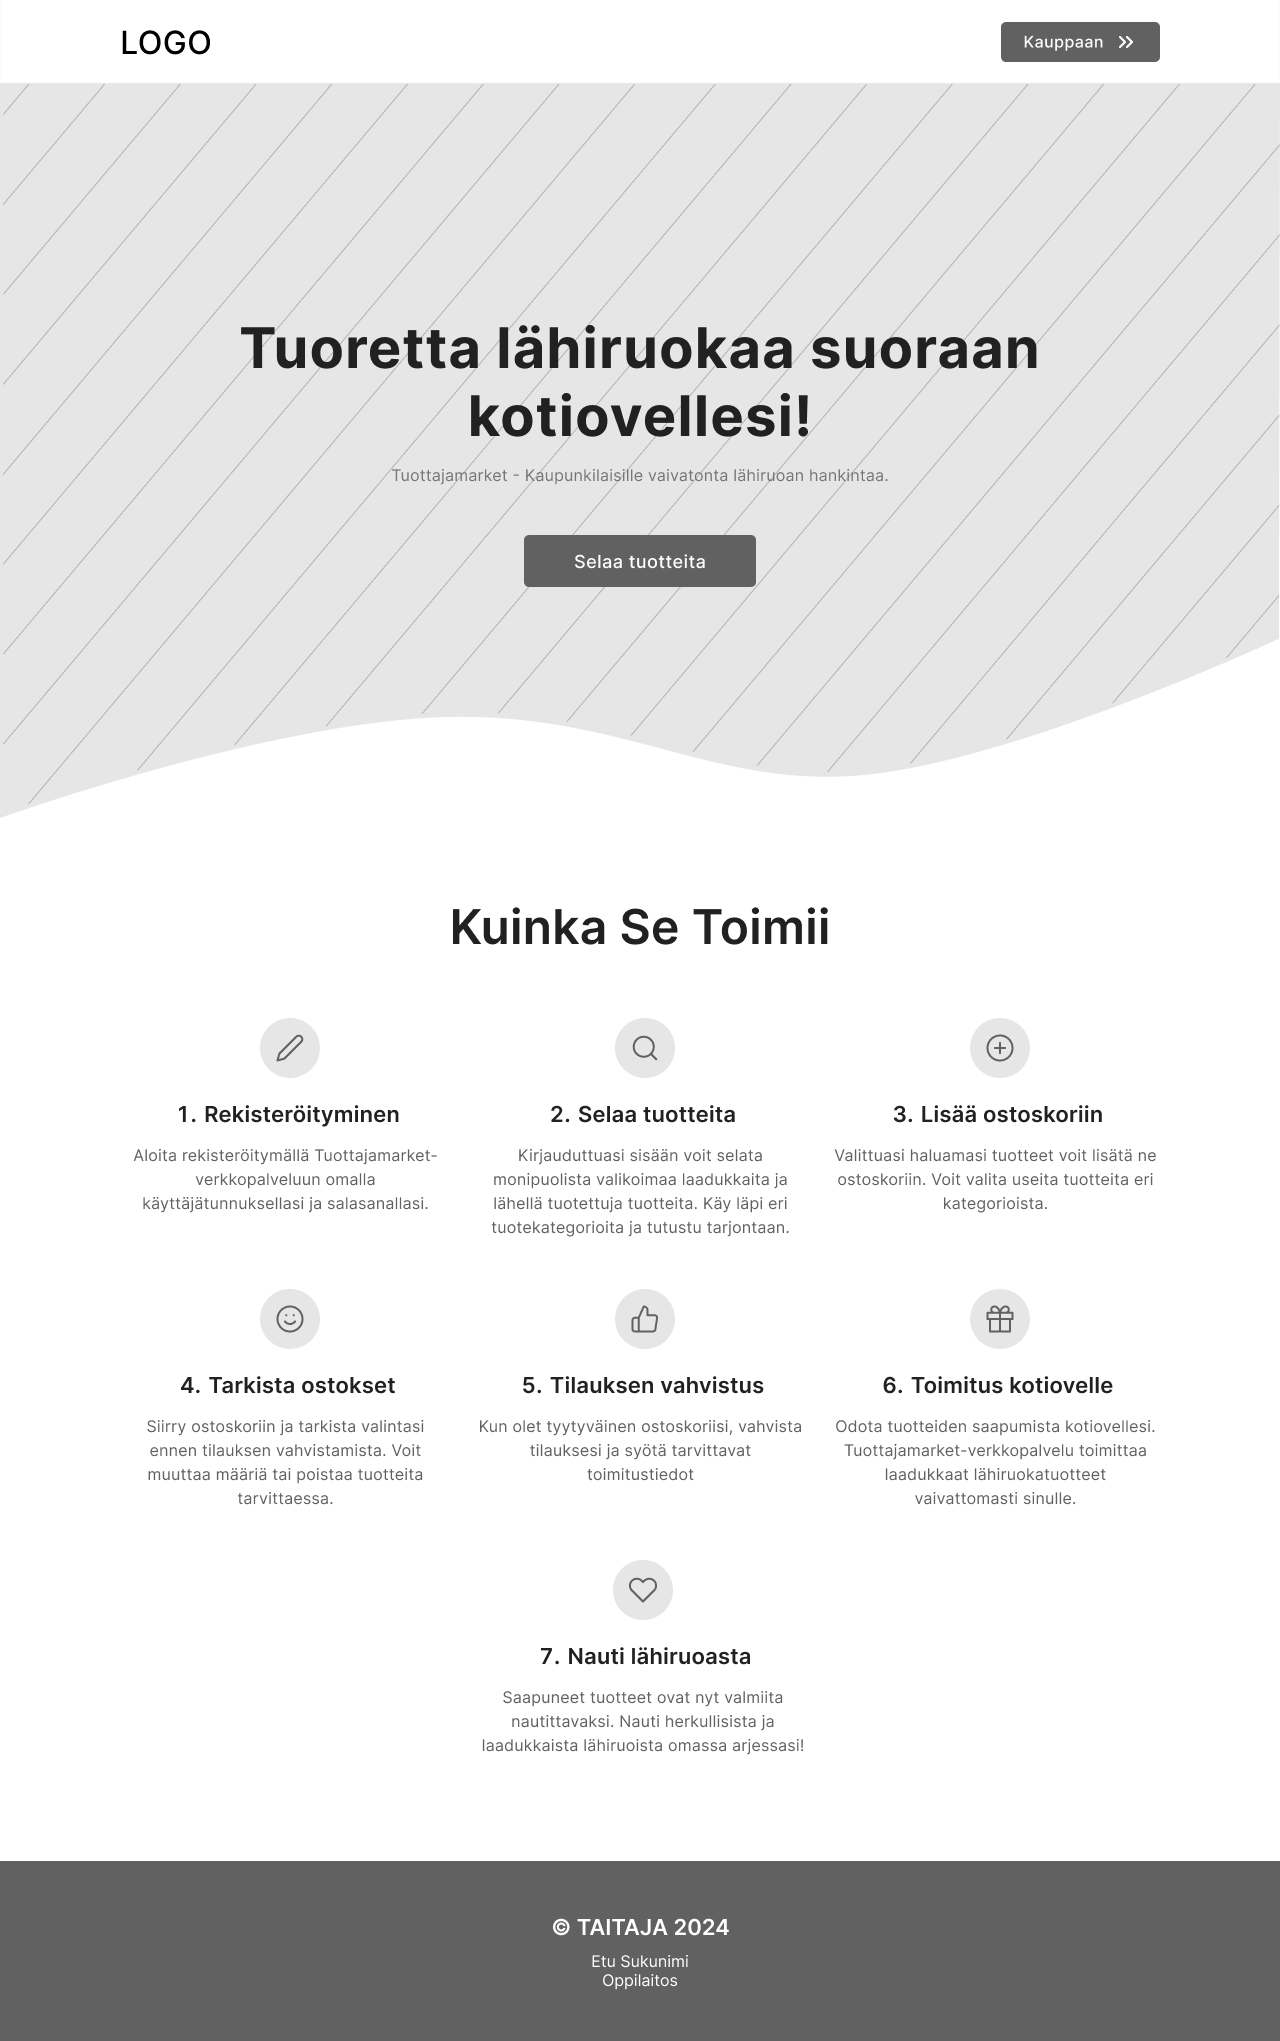 LOGO
Kauppaan
Tuoretta lähiruokaa suoraan
kotiovellesi!
Tuottajamarket - Kaupunkilaisille vaivatonta lähiruoan hankintaa.
Selaa tuotteita
Kuinka Se Toimii
1. Rekisteröityminen
Aloita rekisteröitymällä Tuottajamarket-
verkkopalveluun omalla
käyttäjätunnuksellasi ja salasanallasi.
2. Selaa tuotteita
Kirjauduttuasi sisään voit selata
monipuolista valikoimaa laadukkaita ja
lähellä tuotettuja tuotteita. Käy läpi eri
tuotekategorioita ja tutustu tarjontaan.
3. Lisää ostoskoriin
Valittuasi haluamasi tuotteet voit lisätä ne
ostoskoriin. Voit valita useita tuotteita eri
kategorioista.
4. Tarkista ostokset
Siirry ostoskoriin ja tarkista valintasi
ennen tilauksen vahvistamista. Voit
muuttaa määriä tai poistaa tuotteita
tarvittaessa.
5. Tilauksen vahvistus
Kun olet tyytyväinen ostoskoriisi, vahvista
tilauksesi ja syötä tarvittavat
toimitustiedot
6. Toimitus kotiovelle
Odota tuotteiden saapumista kotiovellesi.
Tuottajamarket-verkkopalvelu toimittaa
laadukkaat lähiruokatuotteet
vaivattomasti sinulle.
7. Nauti lähiruoasta
Saapuneet tuotteet ovat nyt valmiita
nautittavaksi. Nauti herkullisista ja
laadukkaista lähiruoista omassa arjessasi!
© TAITAJA 2024
Etu Sukunimi
Oppilaitos